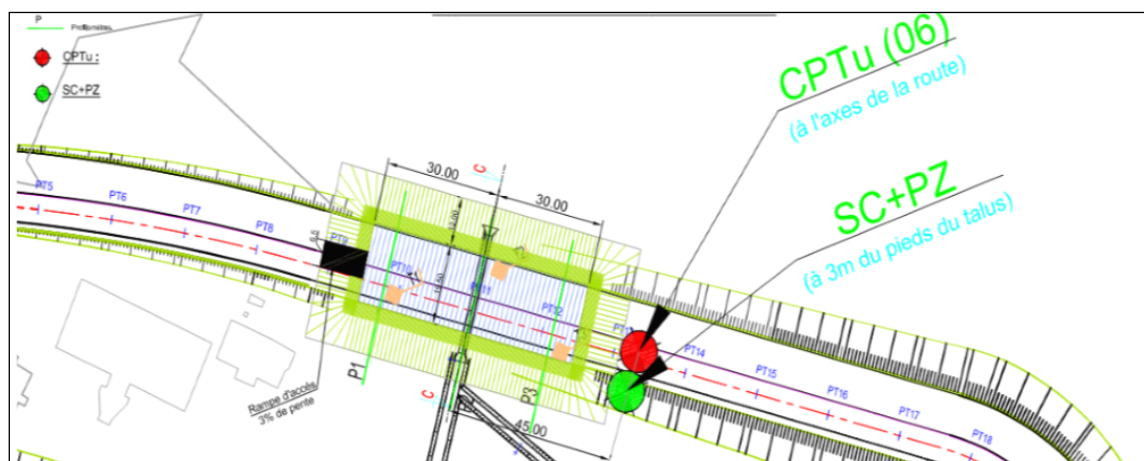 P
Profilomètres
CPTu :
SC+PZ
CPTu (06)
(à l'axes de la route)
SC+PZ
(à 3m du pieds du talus)
30.00
30.00
C
PT5
PT6
PT7
PT8
PT9
PT10
PT11
PT12
PT14
PT15
PT16
PT17
PT18
P1
P3
C
45.00
Rampe d'accès
3% de pente